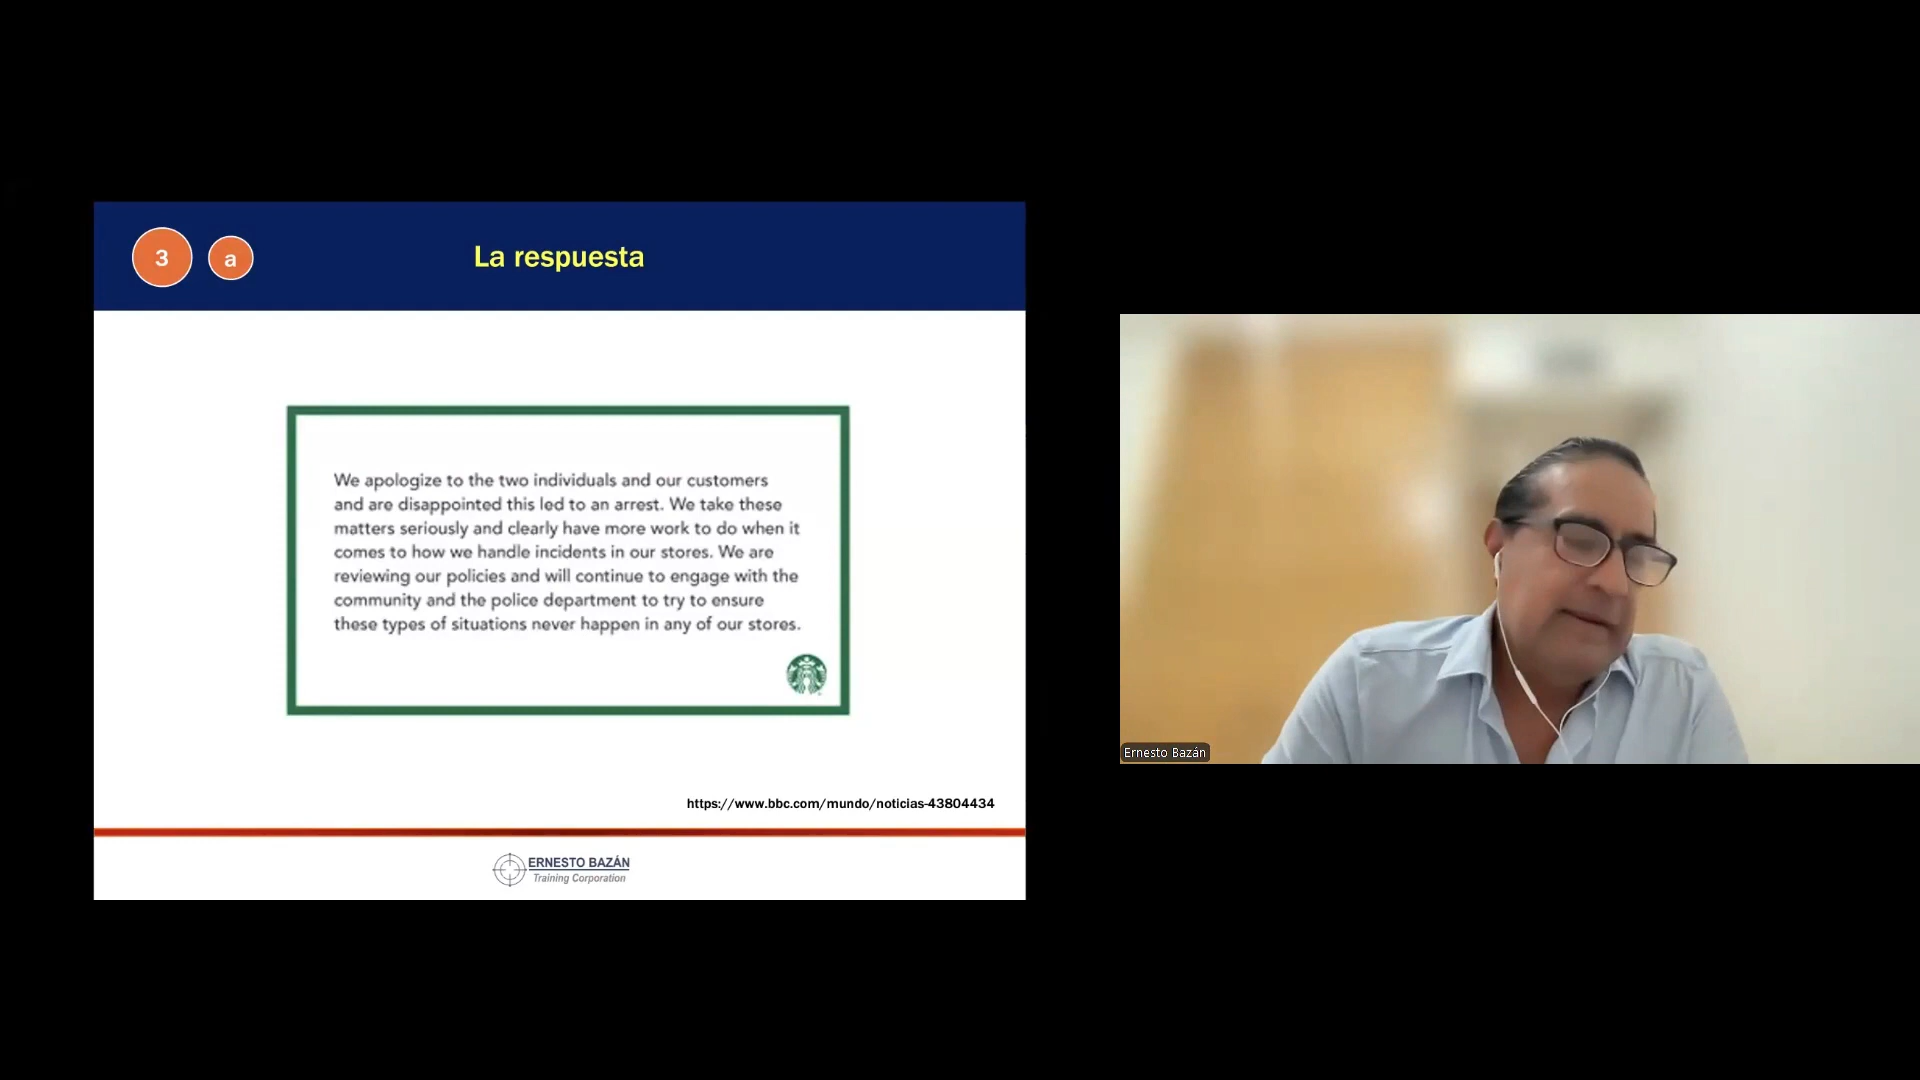 3
a
La respuesta
We apologize to the two individuals and our customers
and are disappointed this led to an arrest. We take these
matters seriously and clearly have more work to do when it
comes to how we handle incidents in our stores. We are
reviewing our policies and will continue to engage with the
community and the police department to try to ensure
these types of situations never happen in any of our stores.
https://www.bbc.com/mundo/noticias-43804434
ERNESTO BAZÁN
Training Corporation
Ernesto Bazán